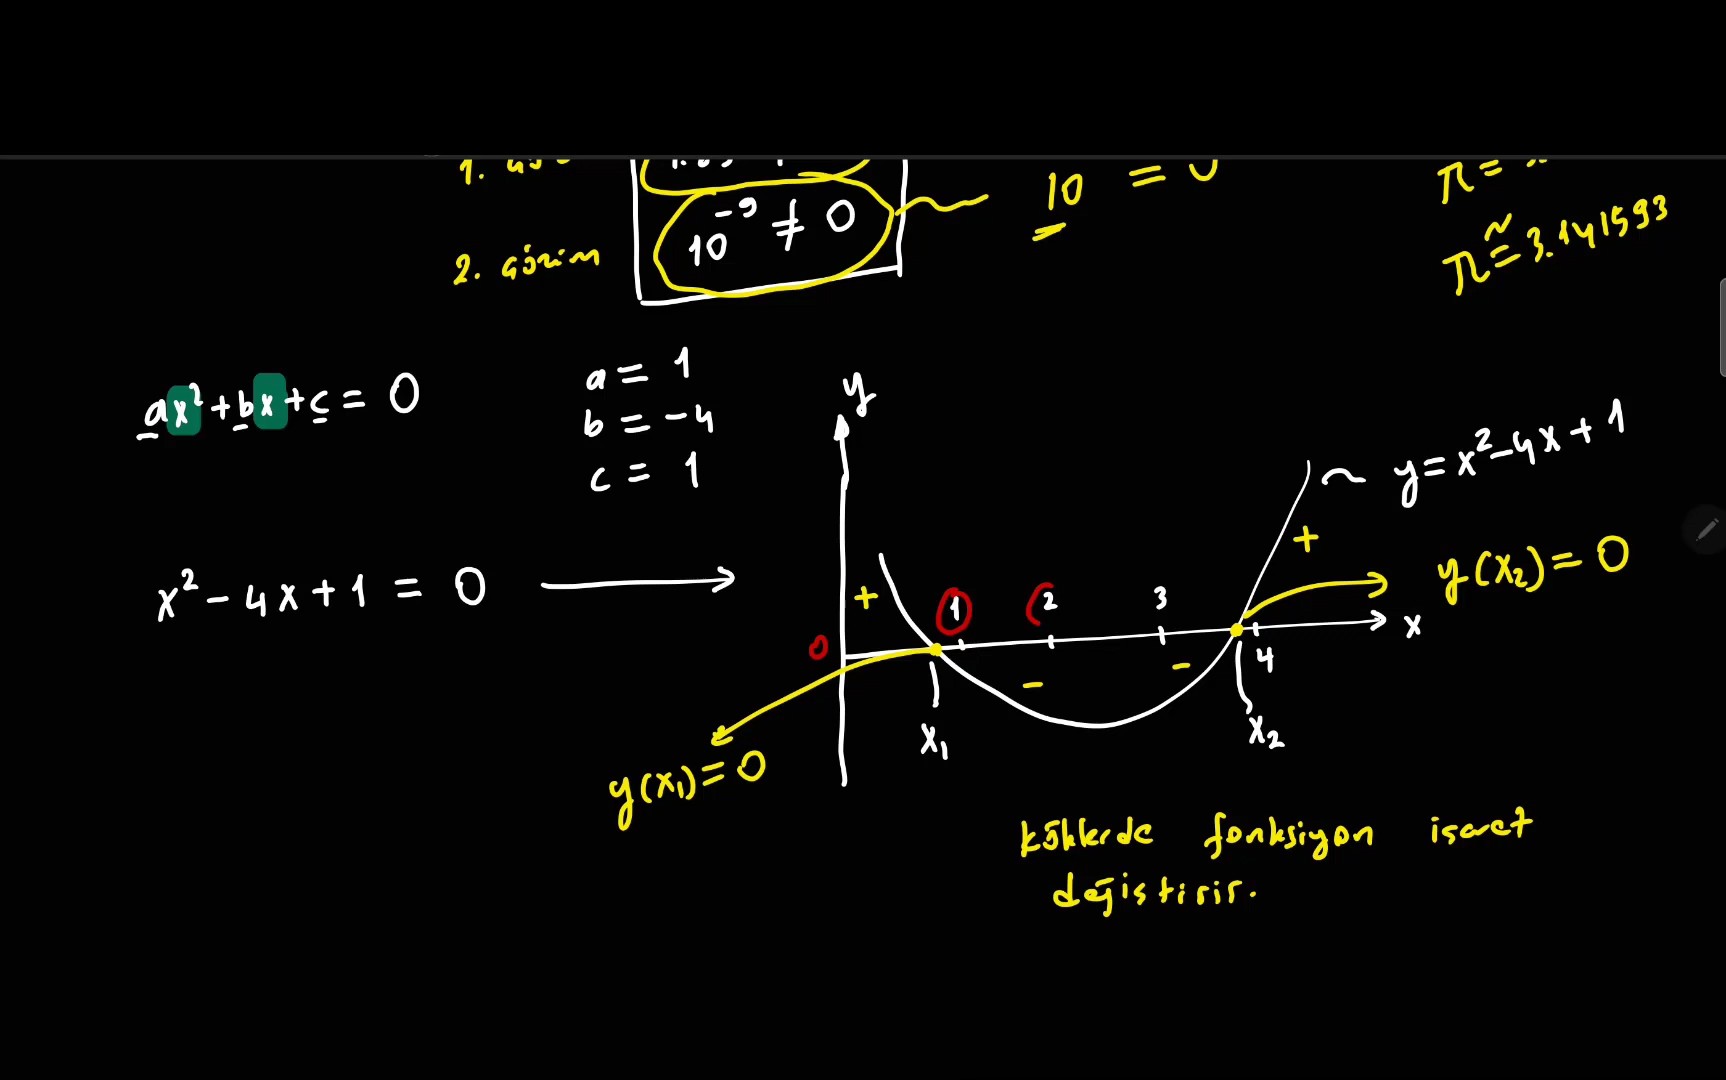 1.
10 = 0
π =
10⁻⁹ ≠ 0
2. çözüm
π ≅ 3.141593
ax² + bx + c = 0
a = 1
b = -4
c = 1
y
y = x² - 4x + 1
x² - 4x + 1 = 0
+
+
y(x₂) = 0
0
1
2
3
4
x
-
-
x₁
x₂
y(x₁) = 0
köklerde fonksiyon işaret
değiştirir.